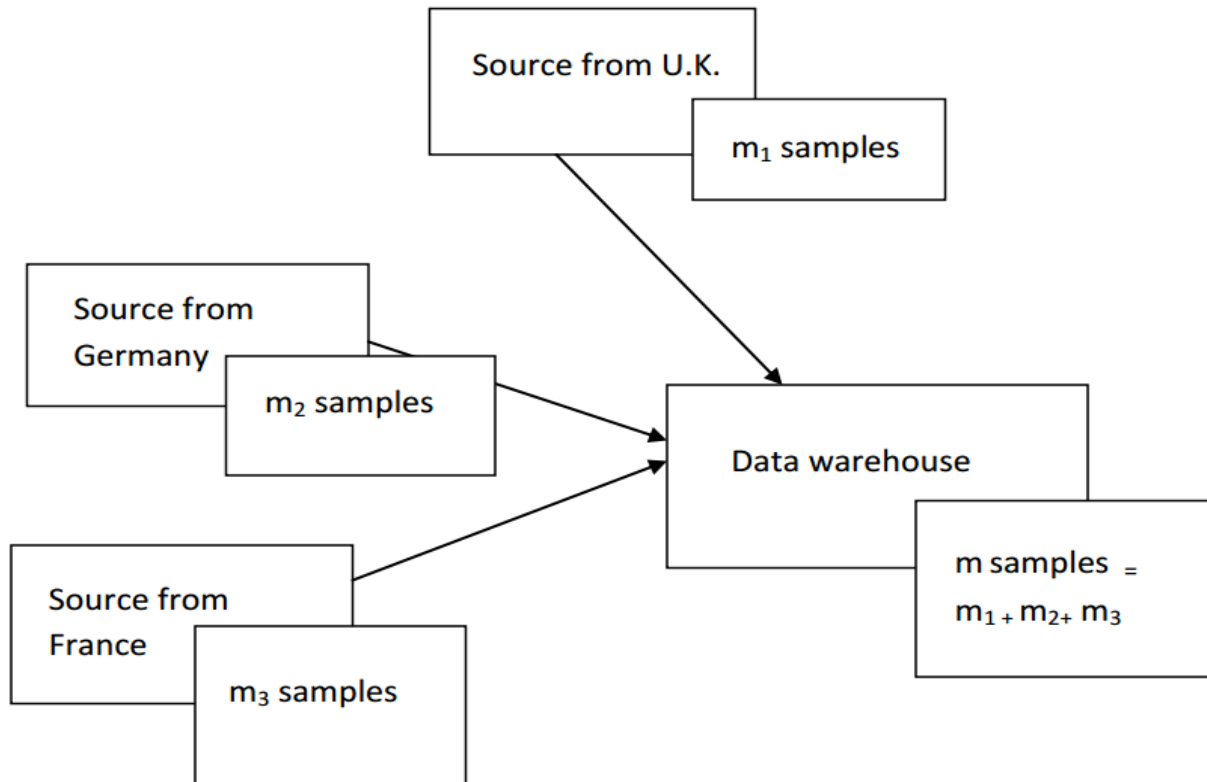 Source from U.K.
m₁ samples
Source from
Germany
m₂ samples
Data warehouse
m samples =
m₁ + m₂+ m₃
Source from
France
m₃ samples